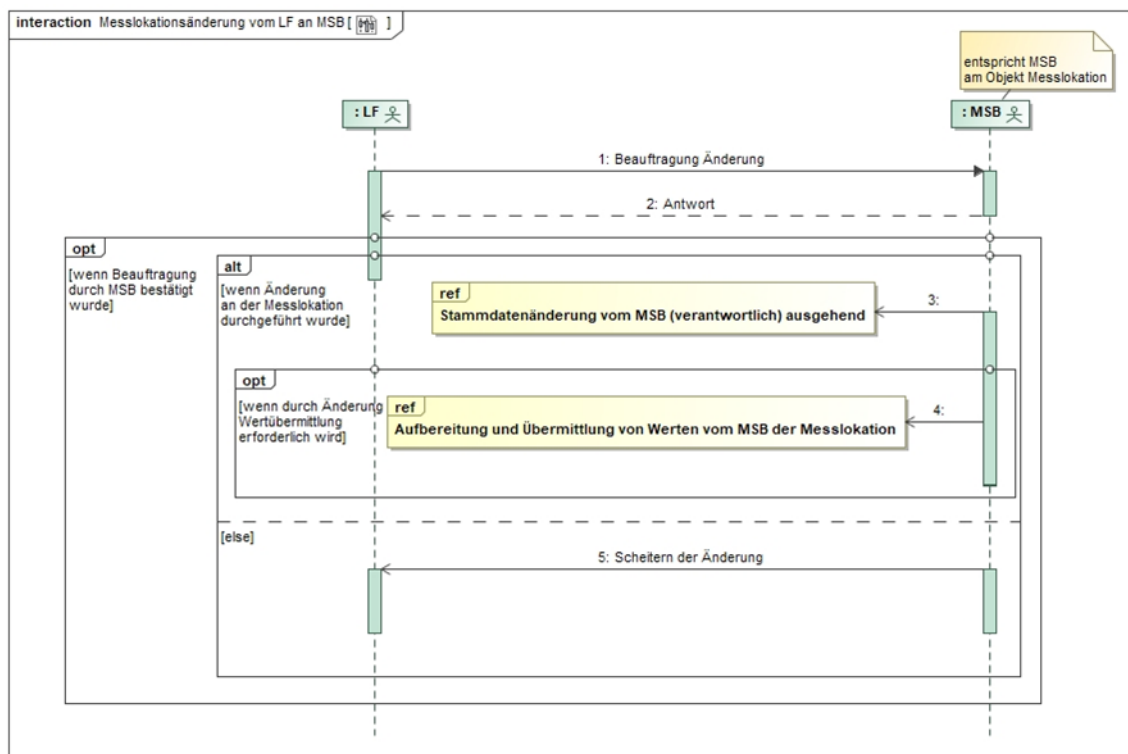 interaction Messlokationsänderung vom LF an MSB [ ]
entspricht MSB
am Objekt Messlokation
: LF
: MSB
1: Beauftragung Änderung
2: Antwort
opt
[wenn Beauftragung
durch MSB bestätigt
wurde]
alt
[wenn Änderung
an der Messlokation
durchgeführt wurde]
ref
Stammdatenänderung vom MSB (verantwortlich) ausgehend
3:
opt
[wenn durch Änderung
Wertübermittlung
erforderlich wird]
ref
Aufbereitung und Übermittlung von Werten vom MSB der Messlokation
4:
[else]
5: Scheitern der Änderung